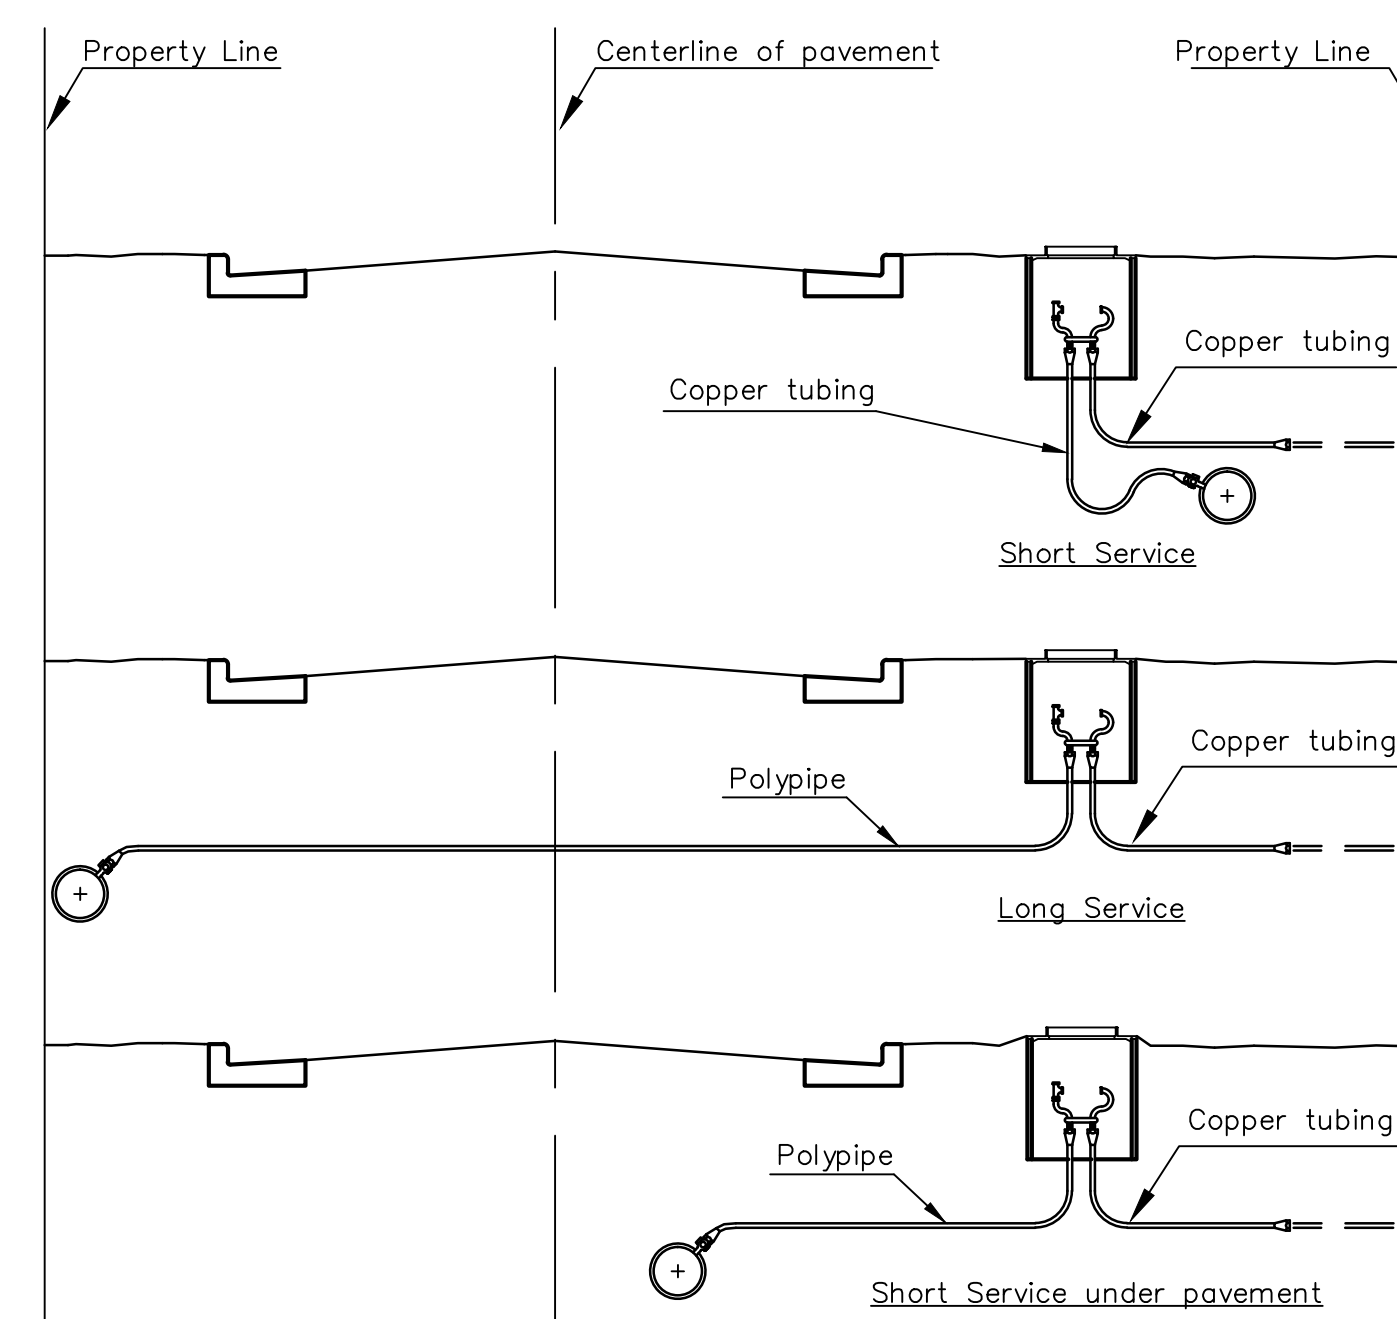 Property Line
Centerline of pavement
Property Line
Copper tubing
Copper tubing
Short Service
Copper tubing
Polypipe
Long Service
Copper tubing
Polypipe
Short Service under pavement